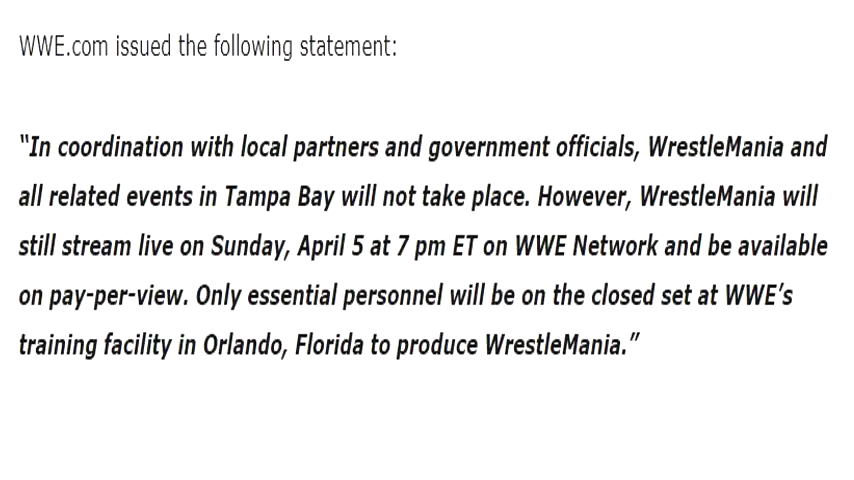 WWE.com issued the following statement:
“In coordination with local partners and government officials, WrestleMania and
all related events in Tampa Bay will not take place. However, WrestleMania will
still stream live on Sunday, April 5 at 7 pm ET on WWE Network and be available
on pay-per-view. Only essential personnel will be on the closed set at WWE’s
training facility in Orlando, Florida to produce WrestleMania.”